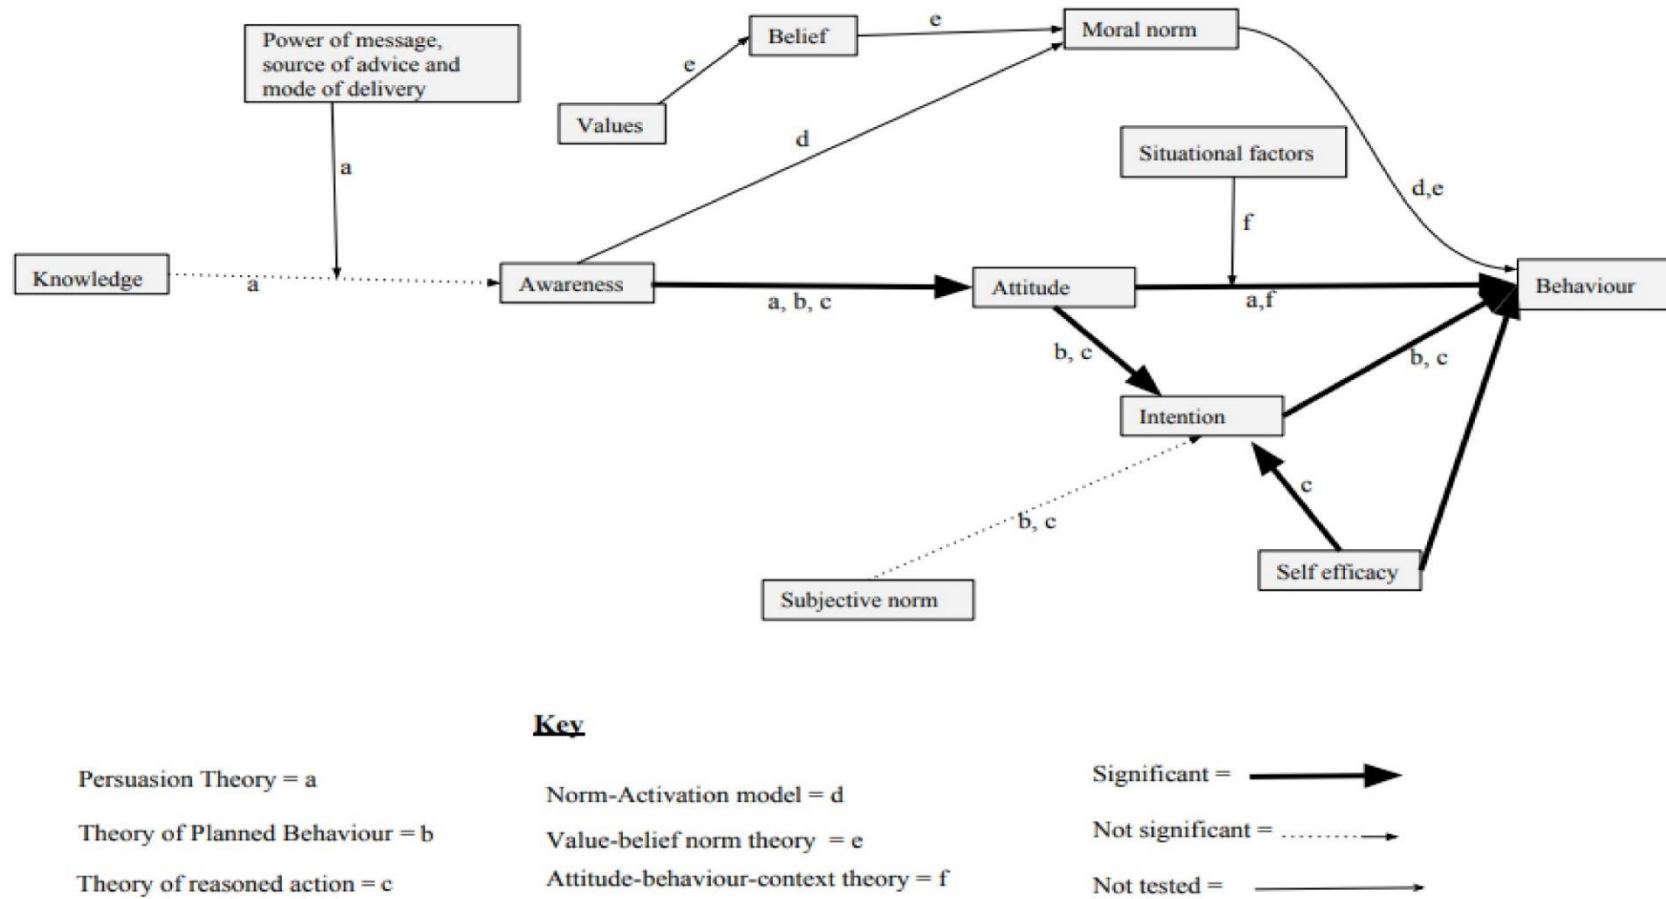 Power of message,
source of advice and
mode of delivery
Belief
e
Moral norm
e
Values
d
Situational factors
a
d,e
f
Knowledge
a
Awareness
a, b, c
Attitude
a,f
Behaviour
b, c
b, c
Intention
c
b, c
Self efficacy
Subjective norm
Key
Persuasion Theory = a
Theory of Planned Behaviour = b
Theory of reasoned action = c
Norm-Activation model = d
Value-belief norm theory = e
Attitude-behaviour-context theory = f
Significant =
Not significant =
Not tested =